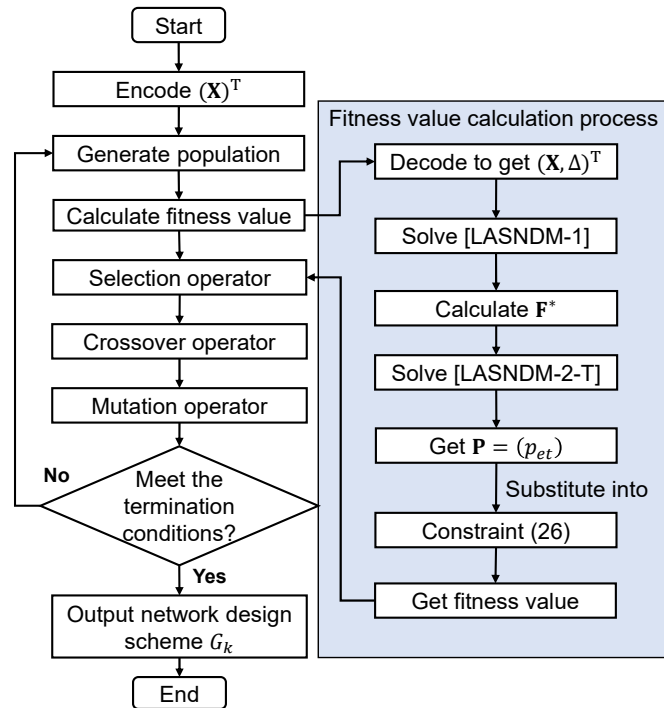 Start
Encode (𝐗)ᵀ
Generate population
Calculate fitness value
Selection operator
Crossover operator
Mutation operator
No
Meet the
termination
conditions?
Yes
Output network design
scheme 𝐺ₖ
End
Fitness value calculation process
Decode to get (𝐗, Δ)ᵀ
Solve [LASNDM-1]
Calculate 𝐅*
Solve [LASNDM-2-T]
Get 𝐏 = (𝑝ₑₜ)
Substitute into
Constraint (26)
Get fitness value